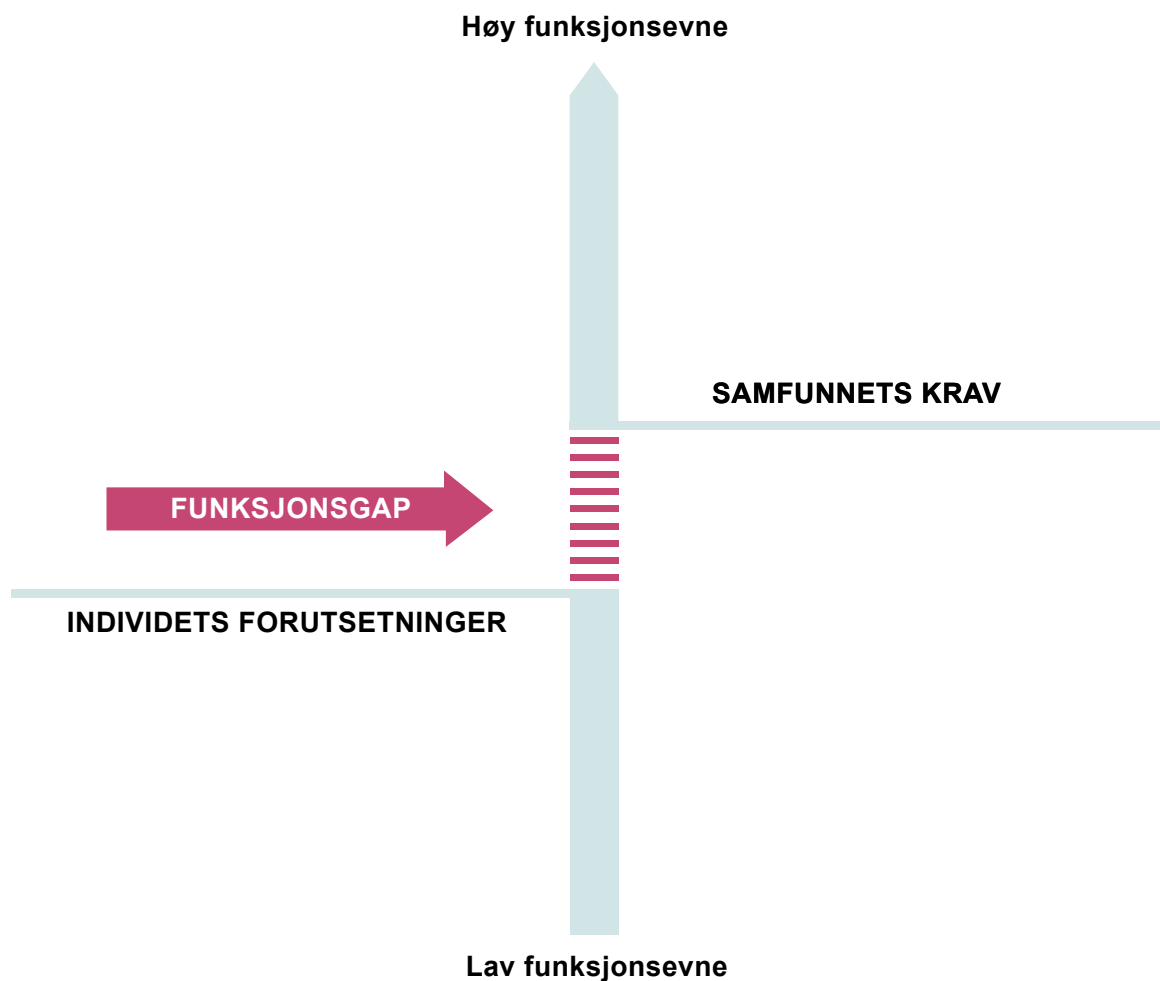 Høy funksjonsevne
SAMFUNNETS KRAV
FUNKSJONSGAP
INDIVIDETS FORUTSETNINGER
Lav funksjonsevne